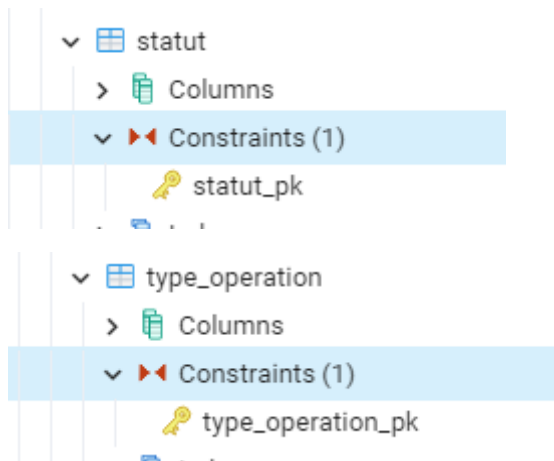 statut
Columns
Constraints (1)
statut_pk
type_operation
Columns
Constraints (1)
type_operation_pk